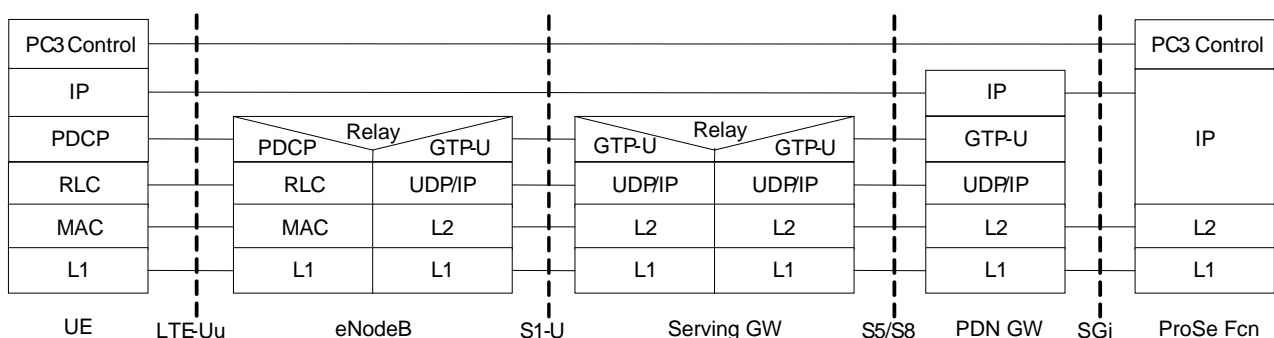 PC3 Control PC3 Control
IP IP
PDCP Relay Relay GTP-U IP
PDCP GTP-U GTP-U GTP-U
RLC RLC UDP/IP UDP/IP UDP/IP UDP/IP
MAC MAC L2 L2 L2 L2 L2
L1 L1 L1 L1 L1 L1 L1
UE LTE-Uu eNodeB S1-U Serving GW S5/S8 PDN GW SGi ProSe Fcn